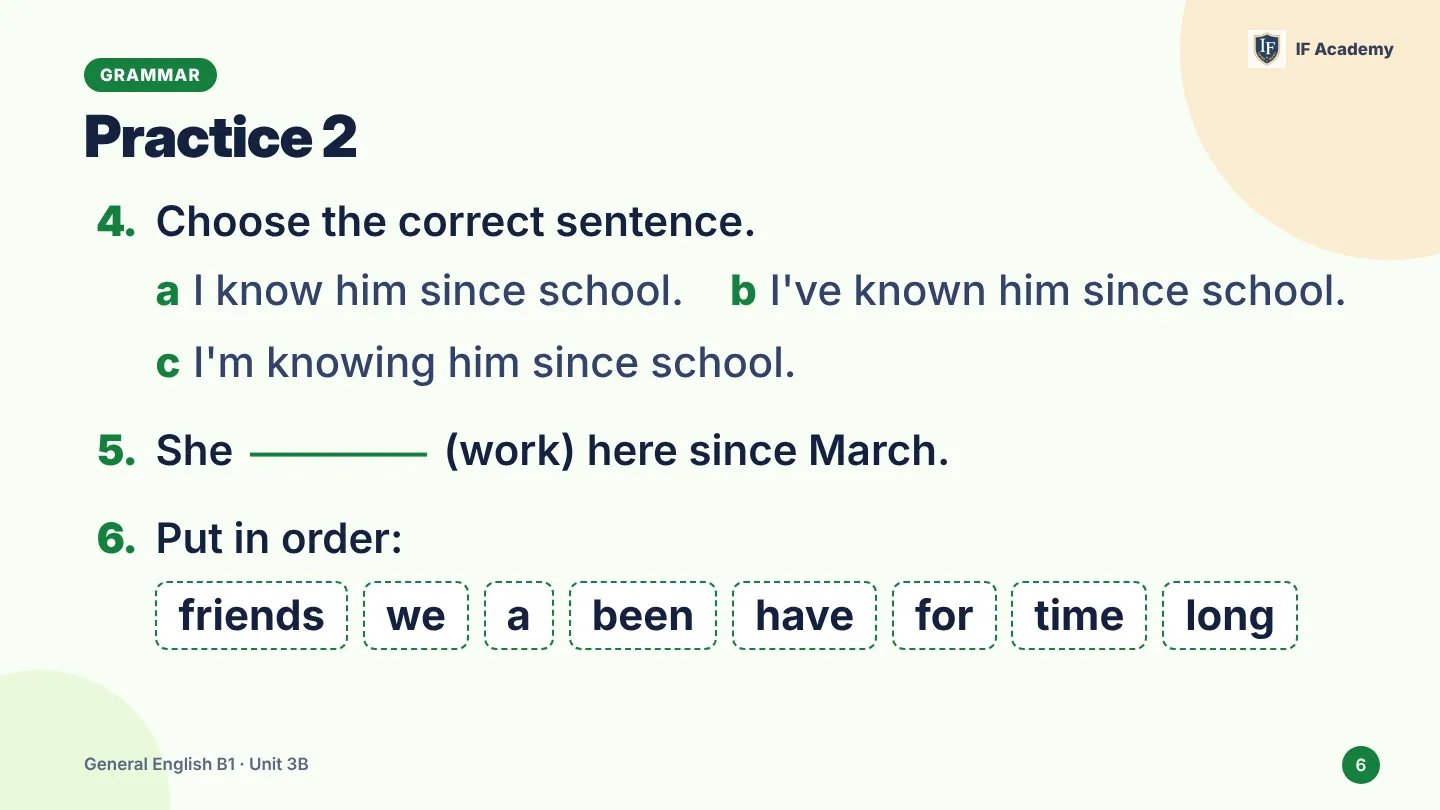 IF IF Academy
GRAMMAR
Practice 2
4. Choose the correct sentence.
a I know him since school. b I've known him since school.
c I'm knowing him since school.
5. She ______ (work) here since March.
6. Put in order:
friends we a been have for time long
General English B1 · Unit 3B
6